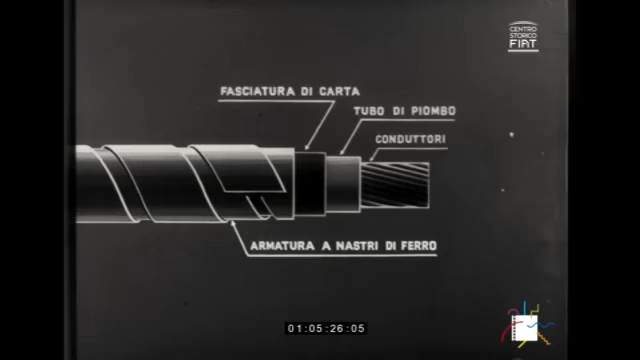 CENTRO
STORICO
FIAT
FASCIATURA DI CARTA
TUBO DI PIOMBO
CONDUTTORI
ARMATURA A NASTRI DI FERRO
01:05:26:05